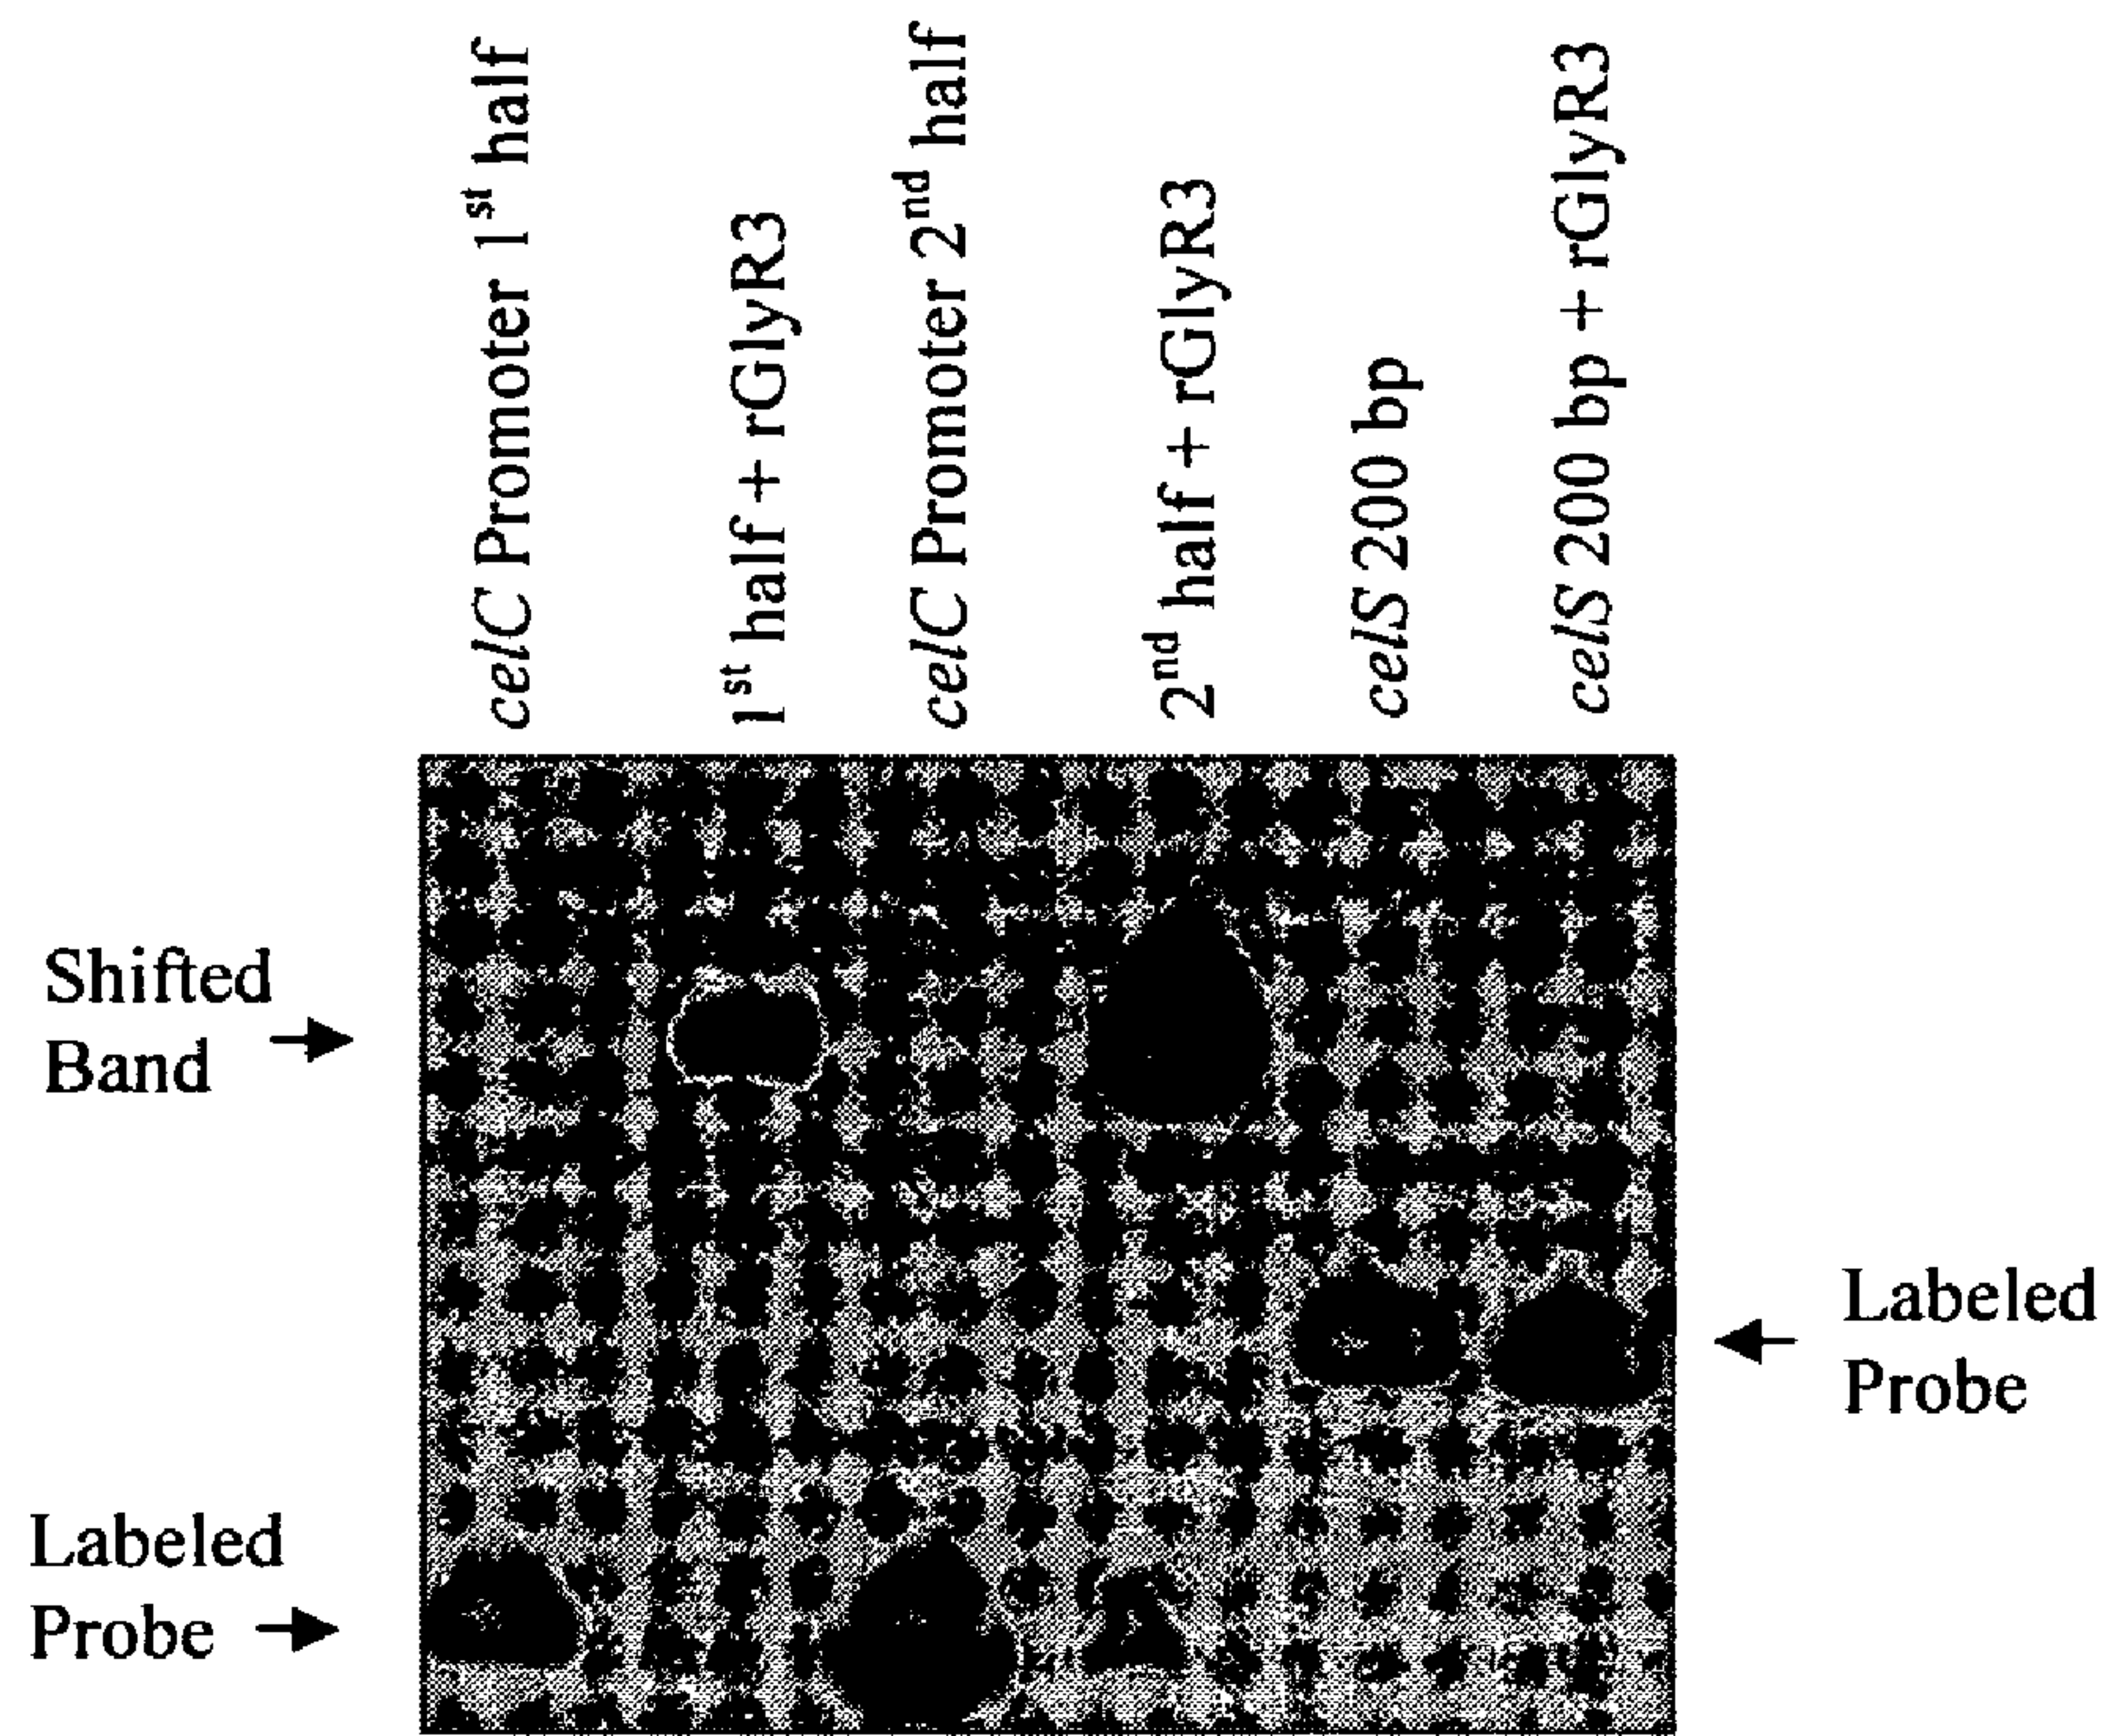 celC Promoter 1st half
1st half + rGlyR3
celC Promoter 2nd half
2nd half + rGlyR3
celS 200 bp
celS 200 bp + rGlyR3
Shifted
Band
Labeled
Probe
Labeled
Probe